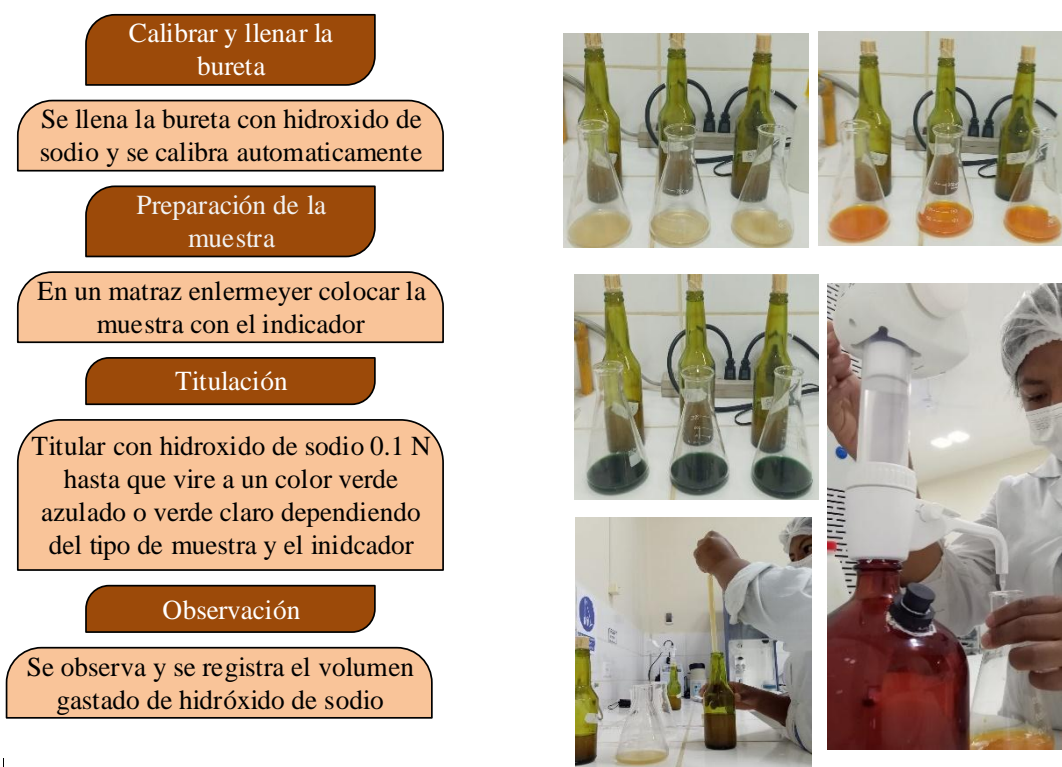 Calibrar y llenar la
bureta
Se llena la bureta con hidroxido de
sodio y se calibra automaticamente
Preparación de la
muestra
En un matraz enlermeyer colocar la
muestra con el indicador
Titulación
Titular con hidroxido de sodio 0.1 N
hasta que vire a un color verde
azulado o verde claro dependiendo
del tipo de muestra y el inidcador
Observación
Se observa y se registra el volumen
gastado de hidróxido de sodio